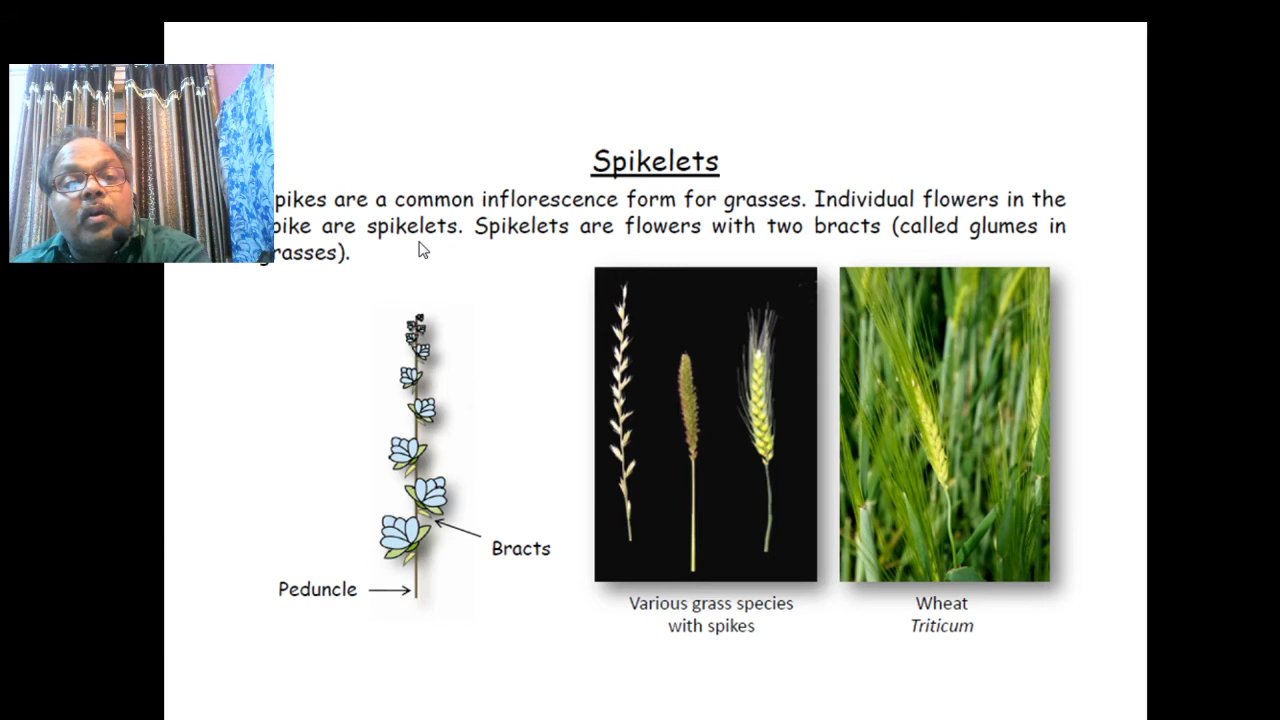 Spikelets
pikes are a common inflorescence form for grasses. Individual flowers in the
pike are spikelets. Spikelets are flowers with two bracts (called glumes in
grasses).
Bracts
Peduncle
Various grass species
with spikes
Wheat
Triticum